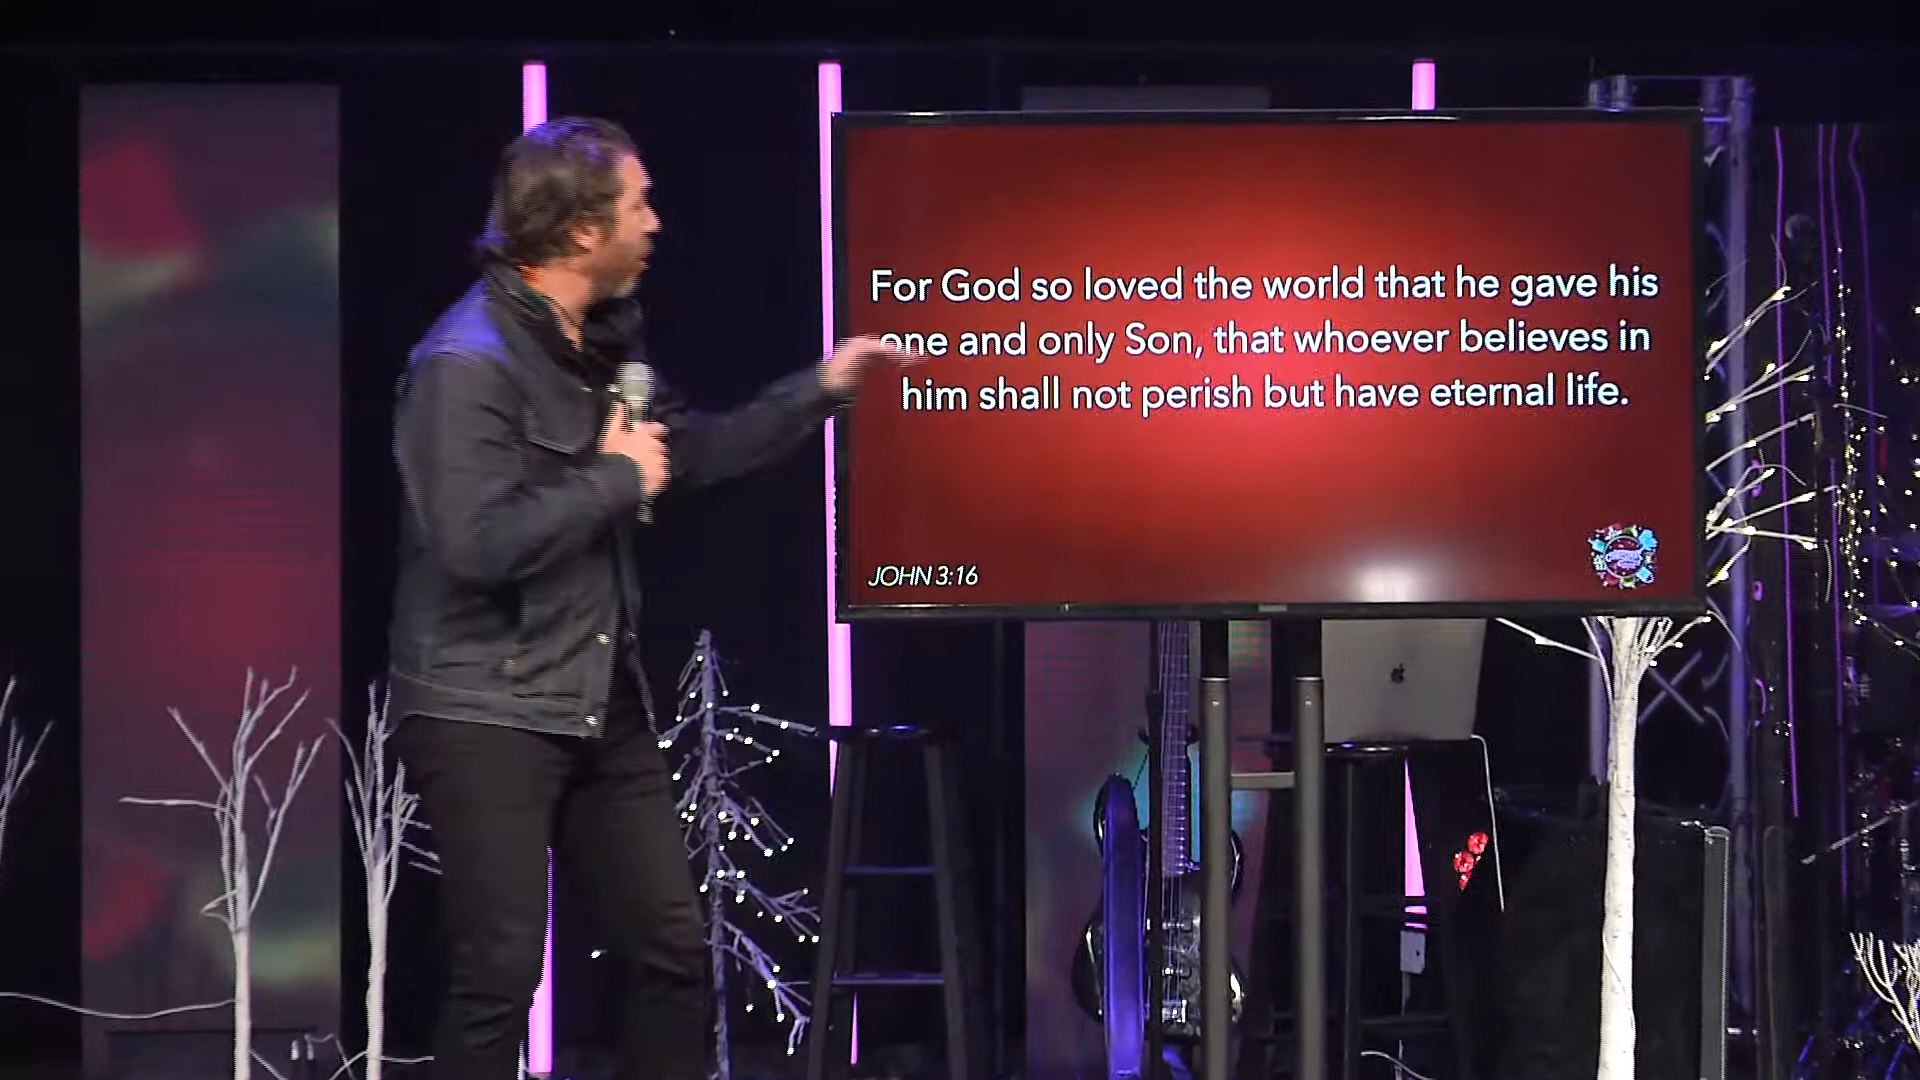 For God so loved the world that he gave his
one and only Son, that whoever believes in
him shall not perish but have eternal life.
JOHN 3:16